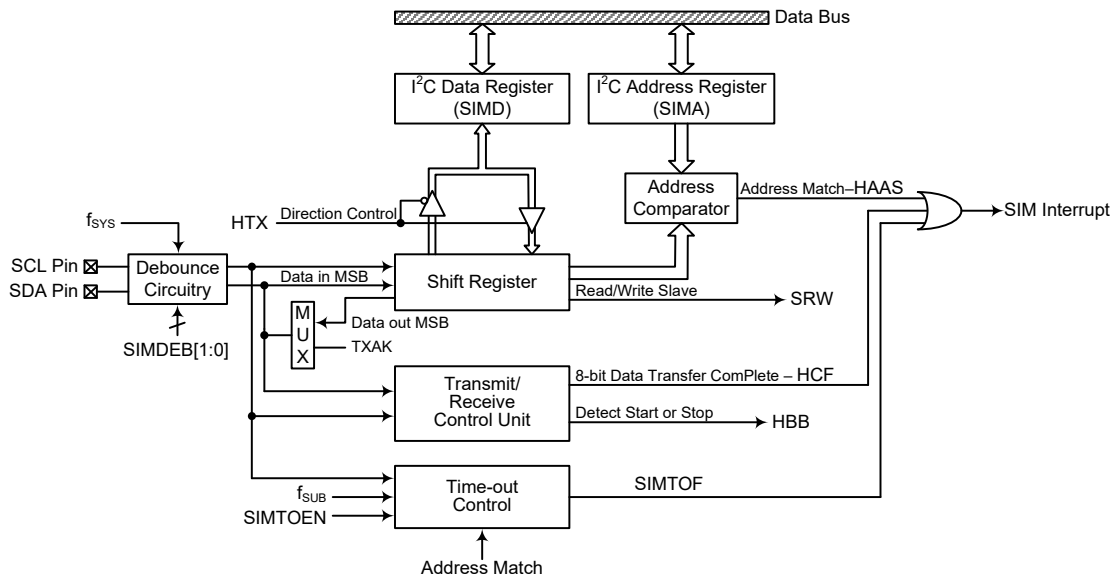 Data Bus
I²C Data Register
(SIMD)
I²C Address Register
(SIMA)
Address
Comparator
Address Match–HAAS
SIM Interrupt
HTX
Direction Control
fSYS
SCL Pin
SDA Pin
Debounce
Circuitry
SIMDEB[1:0]
Data in MSB
Shift Register
Read/Write Slave
SRW
M
U
X
Data out MSB
TXAK
Transmit/
Receive
Control Unit
8-bit Data Transfer ComPlete – HCF
Detect Start or Stop
HBB
fSUB
SIMTOEN
Time-out
Control
SIMTOF
Address Match